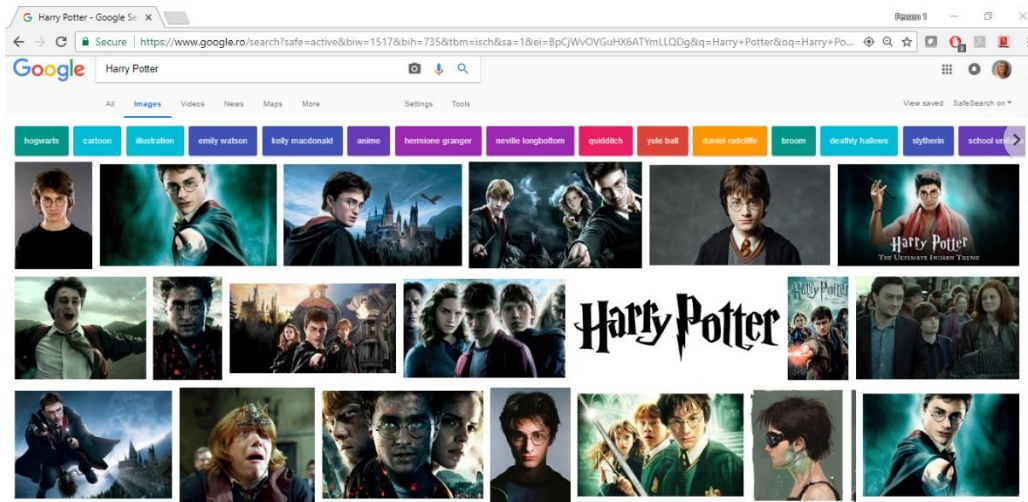 G Harry Potter - Google Se X
Person 1
Secure | https://www.google.ro/search?safe=active&biw=1517&bih=735&tbm=isch&sa=1&ei=BpCjWvOVGuHX6ATYmLLQDg&q=Harry+Potter&oq=Harry+Po...
Google Harry Potter
All Images Videos News Maps More Settings Tools View saved SafeSearch on
hogwarts cartoon illustration emily watson kelly macdonald anime hermione granger neville longbottom quidditch yule ball daniel radcliffe broom deathly hallows slytherin school
Harry Potter
The Ultimate Indian Theme
Harry Potter
Harry Potter